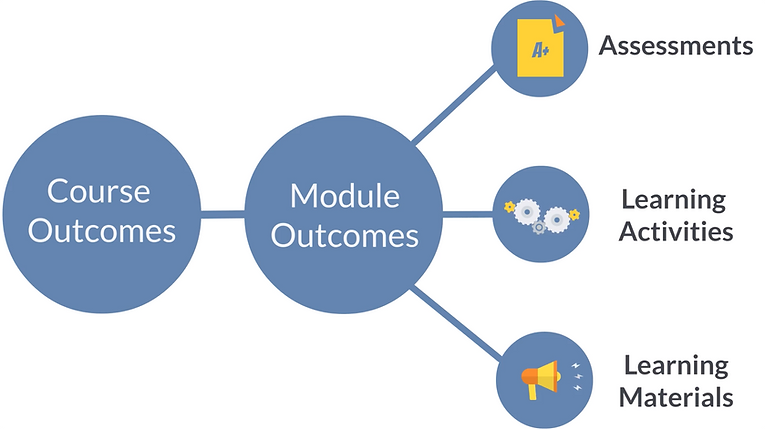 Course
Outcomes
Module
Outcomes
A+
Assessments
Learning
Activities
Learning
Materials